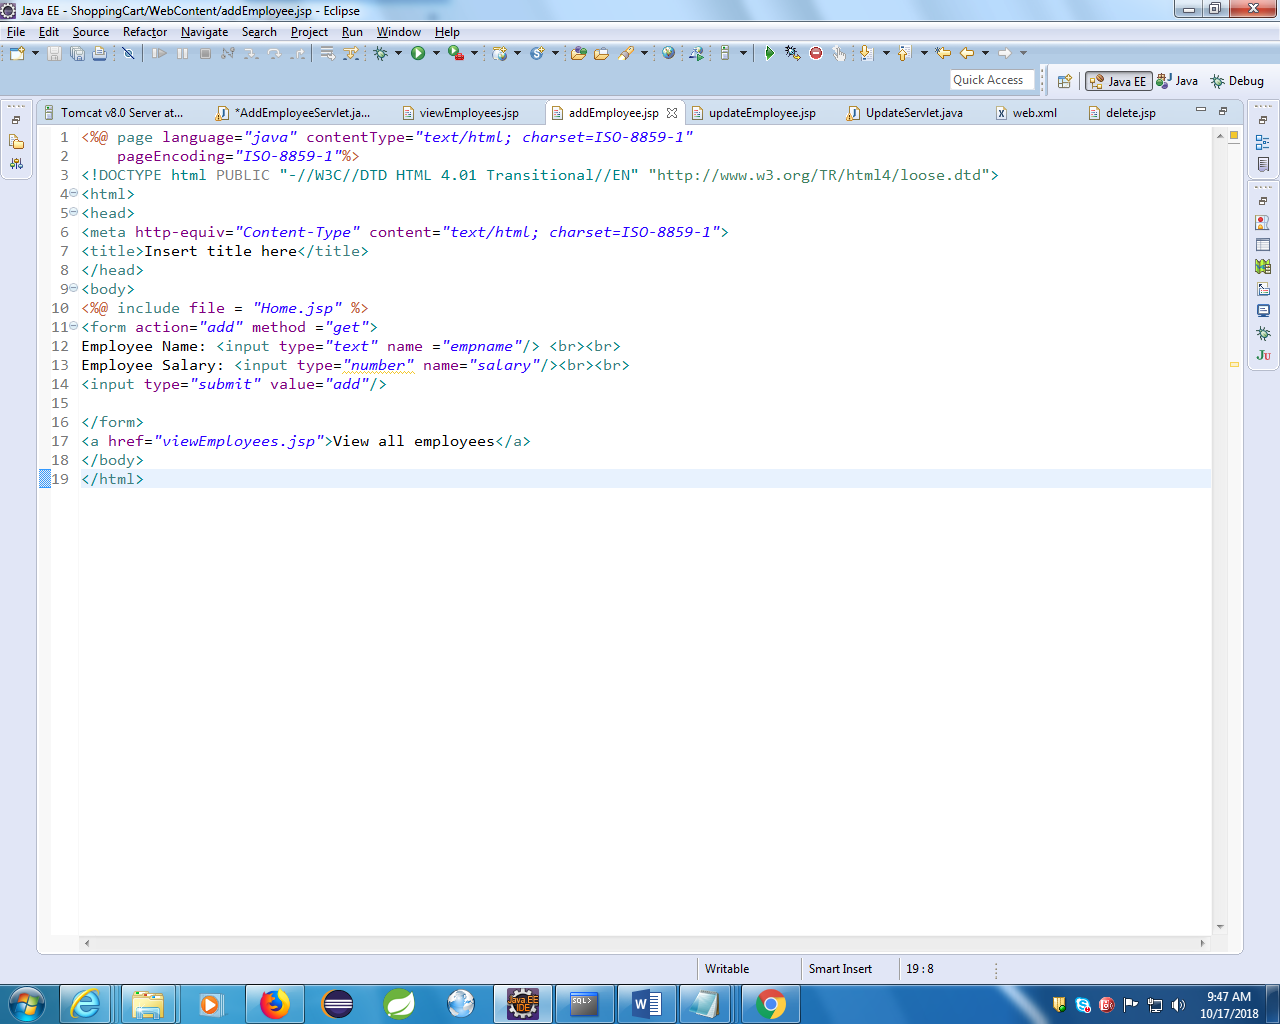 Java EE - ShoppingCart/WebContent/addEmployee.jsp - Eclipse
File Edit Source Refactor Navigate Search Project Run Window Help
Quick Access Java EE Java Debug
Tomcat v8.0 Server at... *AddEmployeeServlet.ja... viewEmployees.jsp addEmployee.jsp updateEmployee.jsp UpdateServlet.java web.xml delete.jsp
1 <%@ page language="java" contentType="text/html; charset=ISO-8859-1"
2 pageEncoding="ISO-8859-1"%>
3 <!DOCTYPE html PUBLIC "-//W3C//DTD HTML 4.01 Transitional//EN" "http://www.w3.org/TR/html4/loose.dtd">
4 <html>
5 <head>
6 <meta http-equiv="Content-Type" content="text/html; charset=ISO-8859-1">
7 <title>Insert title here</title>
8 </head>
9 <body>
10 <%@ include file = "Home.jsp" %>
11 <form action="add" method ="get">
12 Employee Name: <input type="text" name ="empname"/> <br><br>
13 Employee Salary: <input type="number" name="salary"/><br><br>
14 <input type="submit" value="add"/>
15
16 </form>
17 <a href="viewEmployees.jsp">View all employees</a>
18 </body>
19 </html>
Ju
Writable Smart Insert 19 : 8
Java EE IDE SQL>
9:47 AM
10/17/2018